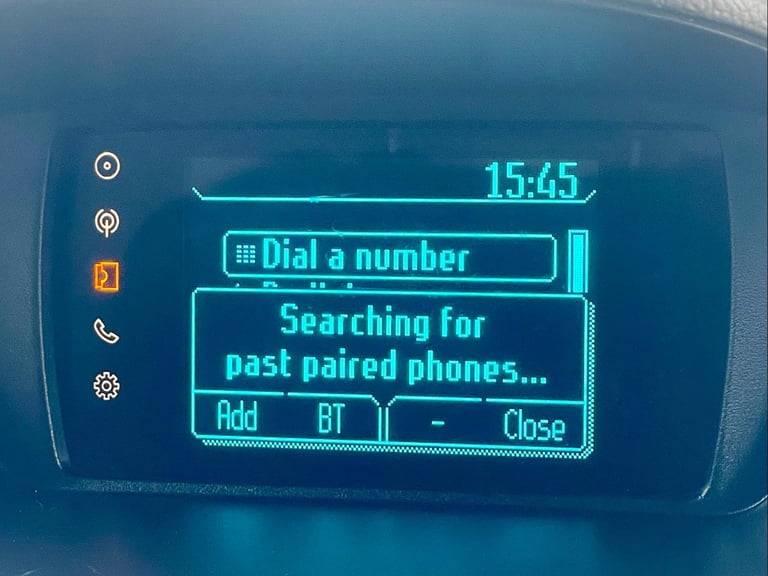 15:45
Dial a number
Searching for
past paired phones...
Add BT - Close